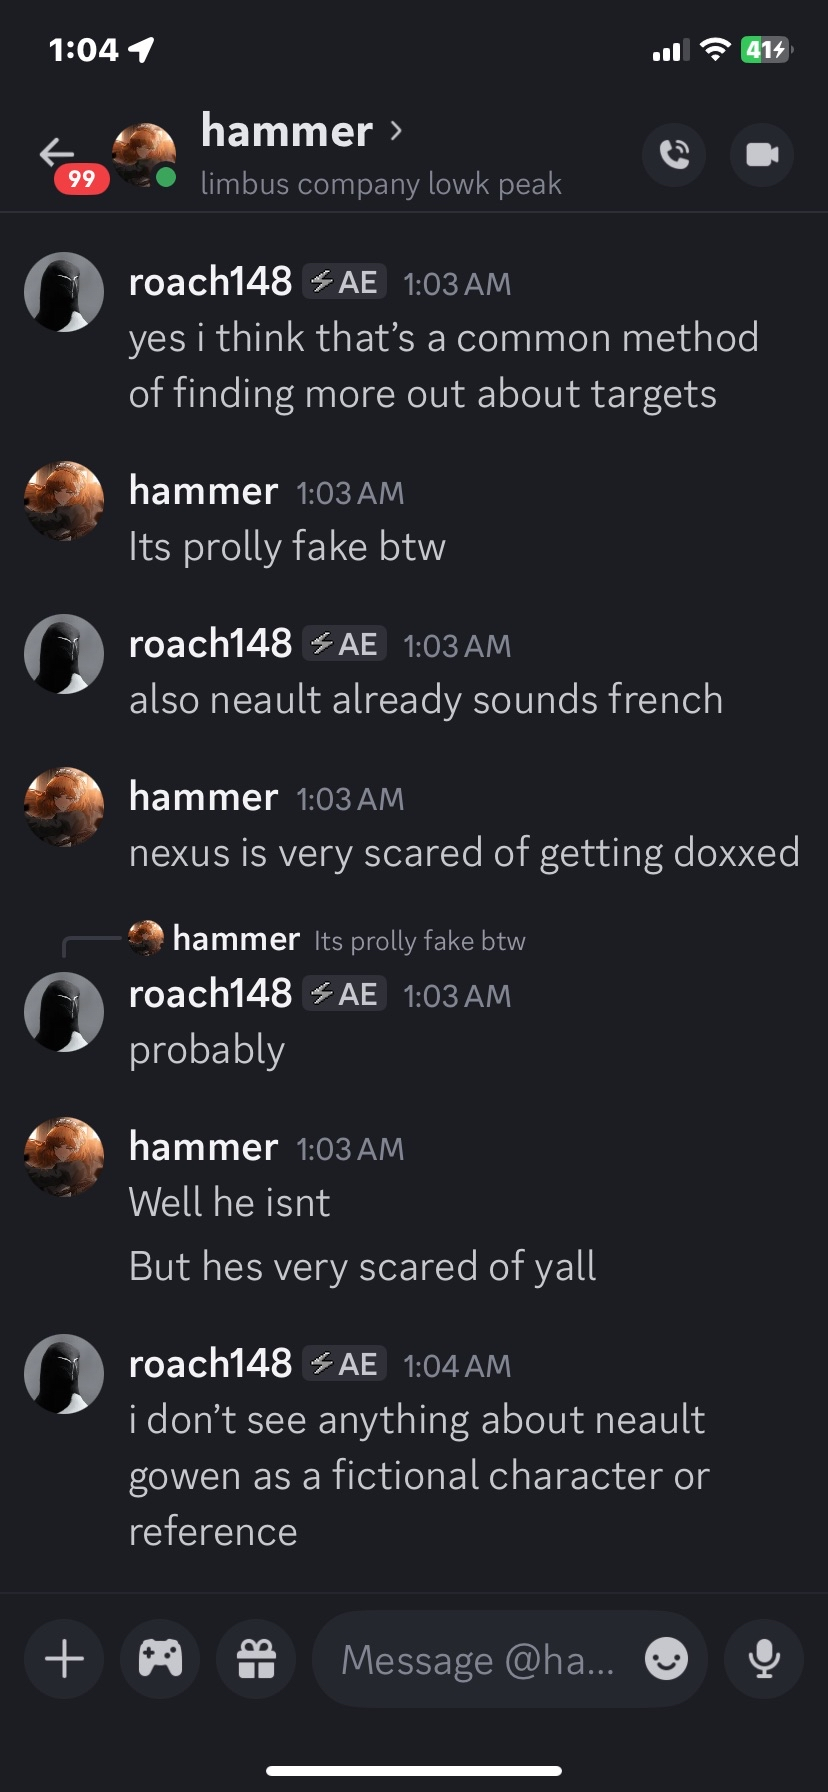 1:04
41
99
hammer
limbus company lowk peak
roach148 AE 1:03 AM
yes i think that’s a common method
of finding more out about targets
hammer 1:03 AM
Its prolly fake btw
roach148 AE 1:03 AM
also neault already sounds french
hammer 1:03 AM
nexus is very scared of getting doxxed
hammer Its prolly fake btw
roach148 AE 1:03 AM
probably
hammer 1:03 AM
Well he isnt
But hes very scared of yall
roach148 AE 1:04 AM
i don’t see anything about neault
gowen as a fictional character or
reference
Message @ha...